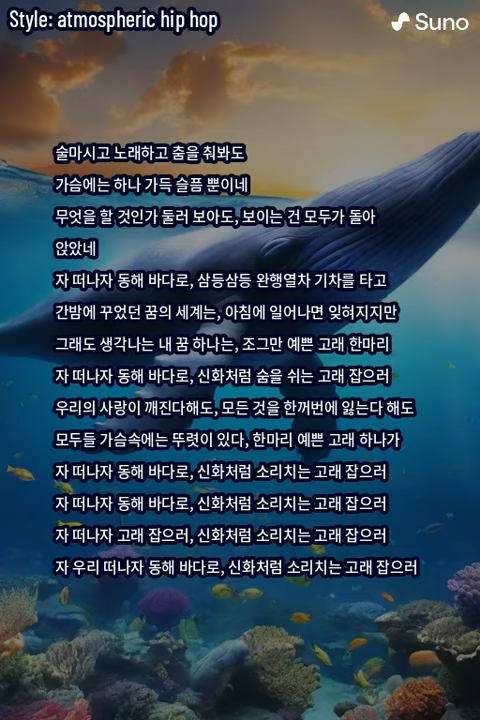 Style: atmospheric hip hop
Suno
술마시고 노래하고 춤을 춰봐도
가슴에는 하나 가득 슬픔 뿐이네
무엇을 할 것인가 둘러 보아도, 보이는 건 모두가 돌아
앉았네
자 떠나자 동해 바다로, 삼등삼등 완행열차 기차를 타고
간밤에 꾸었던 꿈의 세계는, 아침에 일어나면 잊혀지지만
그래도 생각나는 내 꿈 하나는, 조그만 예쁜 고래 한마리
자 떠나자 동해 바다로, 신화처럼 숨을 쉬는 고래 잡으러
우리의 사랑이 깨진다해도, 모든 것을 한꺼번에 잃는다 해도
모두들 가슴속에는 뚜렷이 있다, 한마리 예쁜 고래 하나가
자 떠나자 동해 바다로, 신화처럼 소리치는 고래 잡으러
자 떠나자 동해 바다로, 신화처럼 소리치는 고래 잡으러
자 떠나자 고래 잡으러, 신화처럼 소리치는 고래 잡으러
자 우리 떠나자 동해 바다로, 신화처럼 소리치는 고래 잡으러